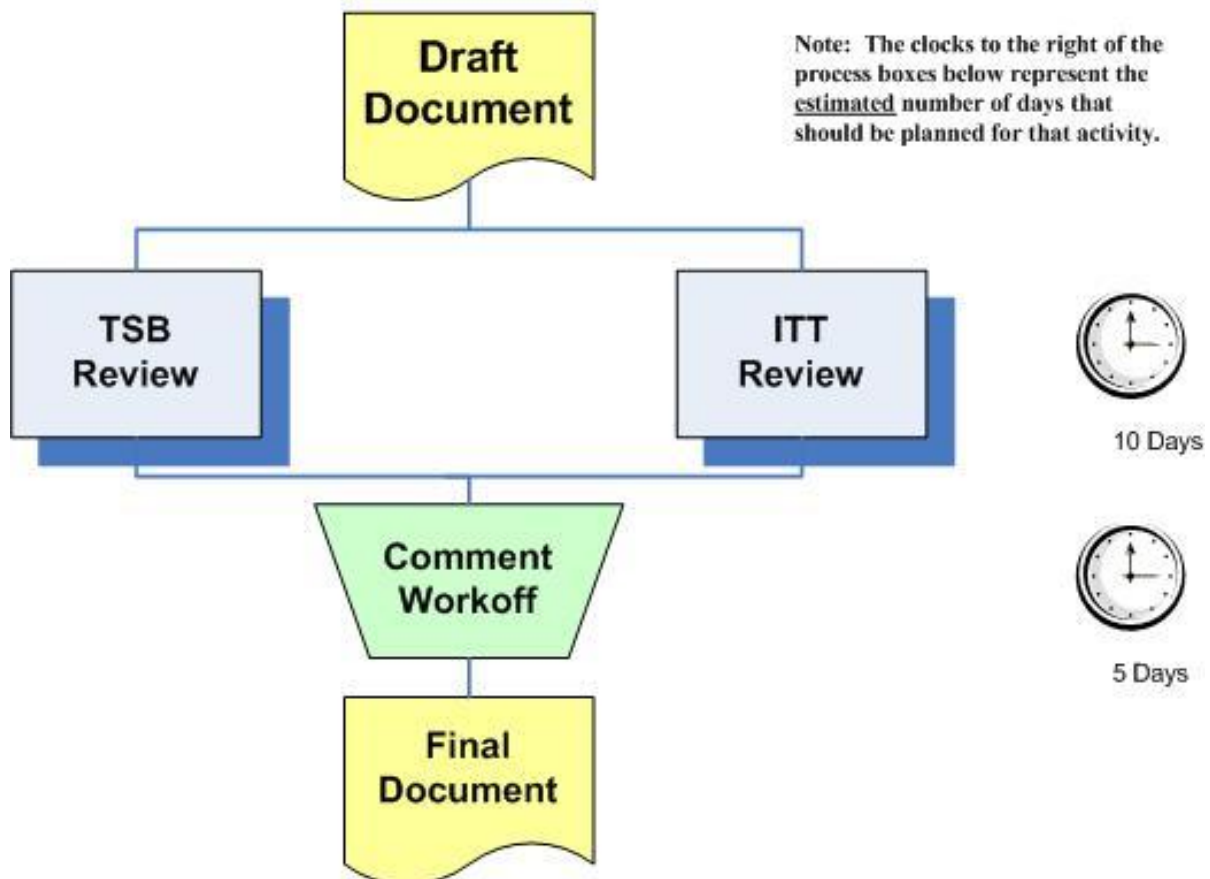 Draft
Document
Note: The clocks to the right of the
process boxes below represent the
estimated number of days that
should be planned for that activity.
TSB
Review
ITT
Review
10 Days
Comment
Workoff
5 Days
Final
Document